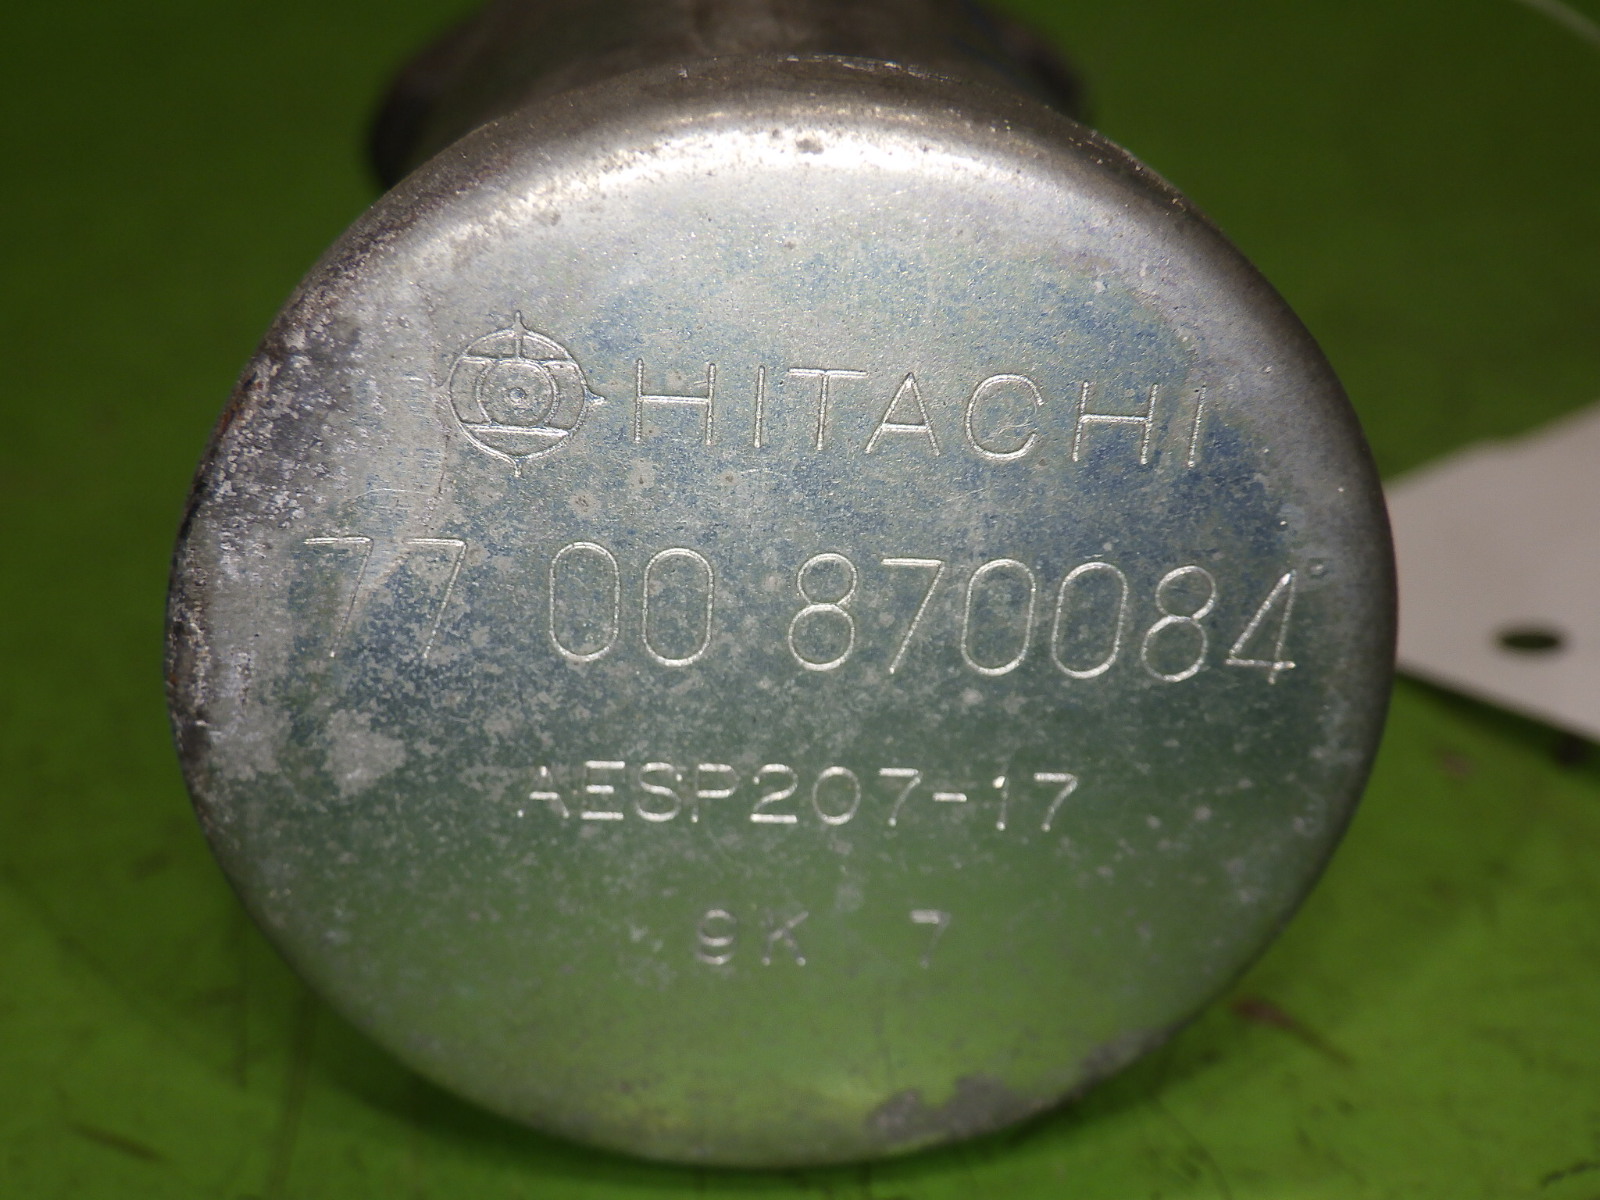 HITACHI
77 00 870084
AESP207-17
9K 7